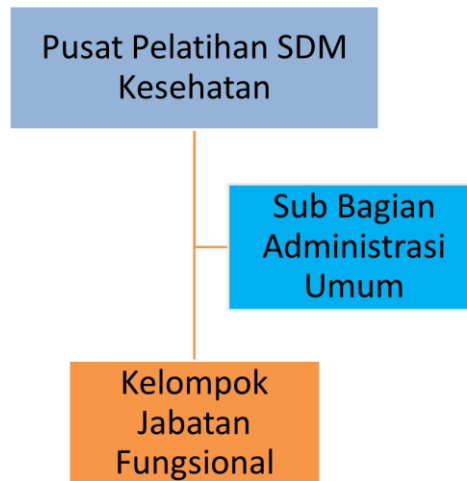 Pusat Pelatihan SDM
Kesehatan
Sub Bagian
Administrasi
Umum
Kelompok
Jabatan
Fungsional